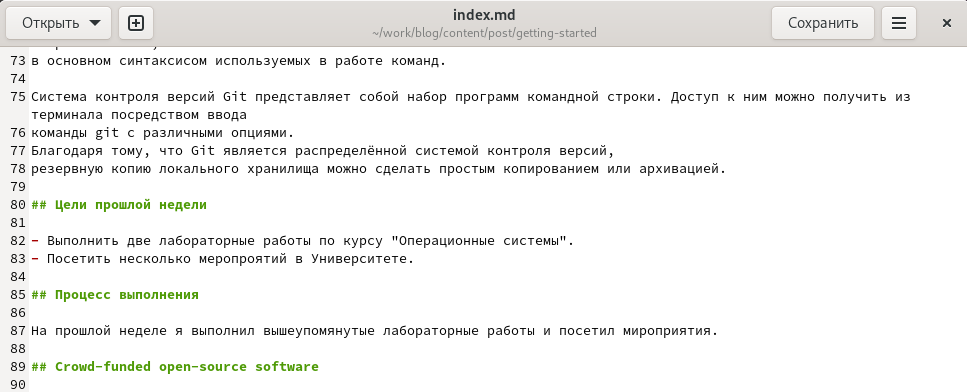 Открыть
index.md
~/work/blog/content/post/getting-started
Сохранить
73 в основном синтаксисом используемых в работе команд.
74
75 Система контроля версий Git представляет собой набор программ командной строки. Доступ к ним можно получить из
терминала посредством ввода
76 команды git с различными опциями.
77 Благодаря тому, что Git является распределённой системой контроля версий,
78 резервную копию локального хранилища можно сделать простым копированием или архивацией.
79
80 ## Цели прошлой недели
81
82 - Выполнить две лабораторные работы по курсу "Операционные системы".
83 - Посетить несколько меропроятий в Университете.
84
85 ## Процесс выполнения
86
87 На прошлой неделе я выполнил вышеупомянутые лабораторные работы и посетил мироприятия.
88
89 ## Crowd-funded open-source software
90